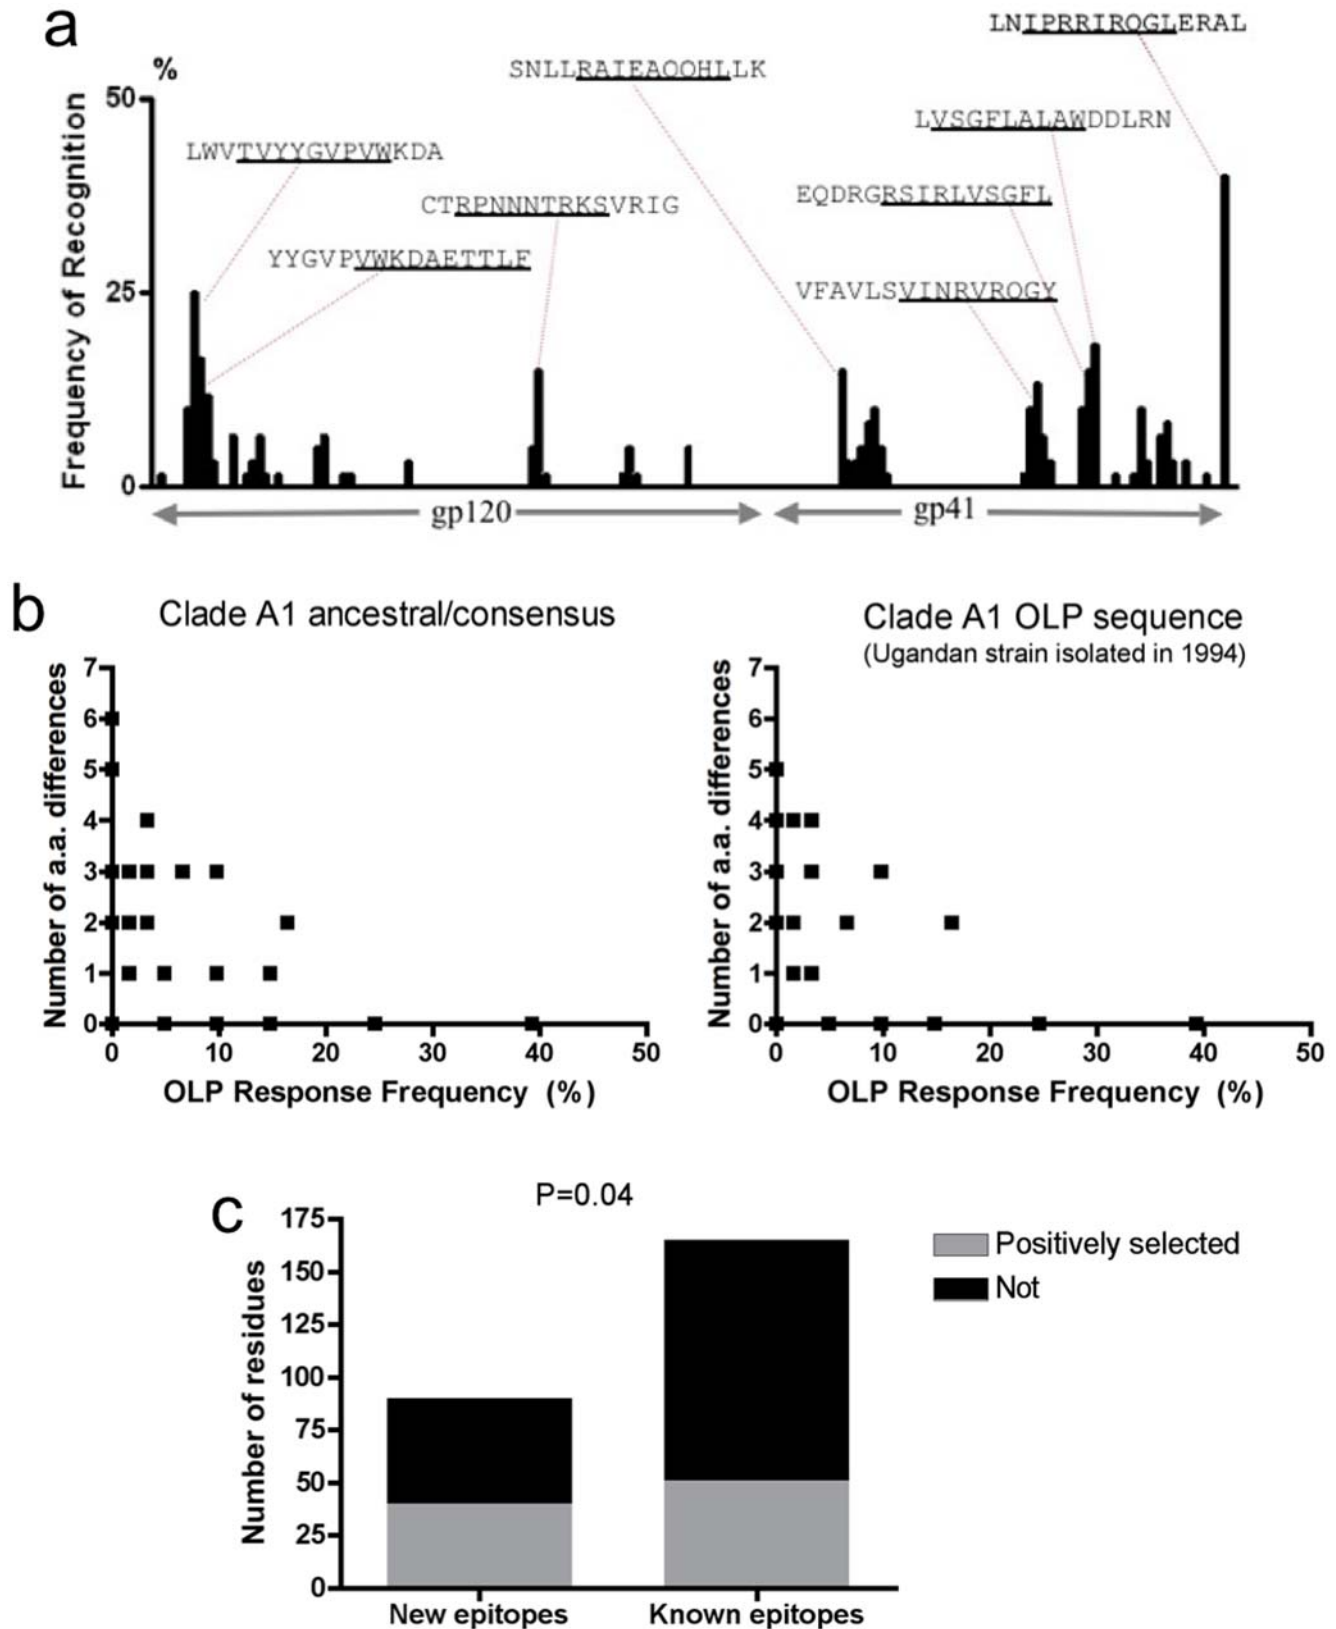 a
LNIPRRIRQGLERAL
%
SNLLRAIEAQQHLLK
50
LVSGFLALAWDDLRN
LWVTVYYGVPVWKDA
EQDRGRSIRLVSGFL
CTRPNNNTRKSVRIG
YYGVPVWKDAETTLF
VFAVLSVINRVRQGY
25
Frequency of Recognition
0
gp120
gp41
b
Clade A1 ancestral/consensus
Number of a.a. differences
7
6
5
4
3
2
1
0
0 10 20 30 40 50
OLP Response Frequency (%)
Clade A1 OLP sequence
(Ugandan strain isolated in 1994)
Number of a.a. differences
7
6
5
4
3
2
1
0
0 10 20 30 40 50
OLP Response Frequency (%)
c
P=0.04
Number of residues
175
150
125
100
75
50
25
0
New epitopes Known epitopes
Positively selected
Not